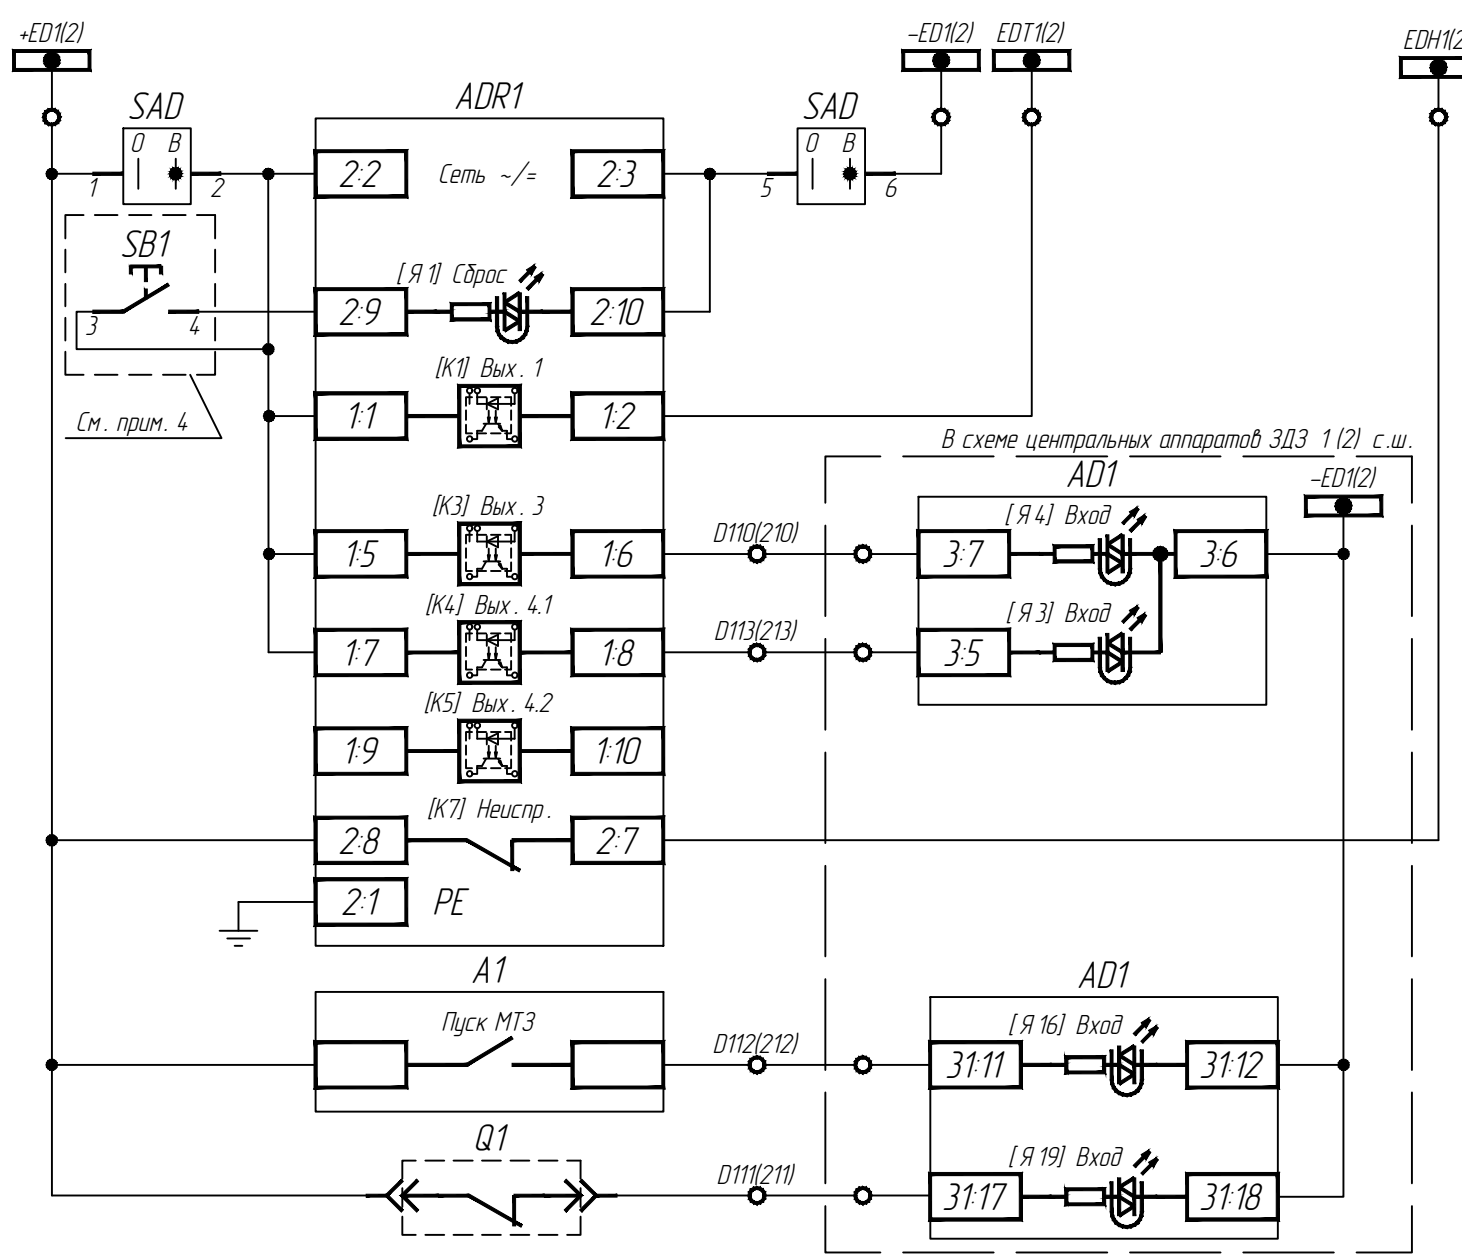 +ED1(2)
-ED1(2)
EDT1(2)
EDH1(2
SAD
О В
1 2
ADR1
2:2 Сеть ~/= 2:3
SAD
О В
5 6
SB1
3 4
См. прим. 4
[Я1] Сброс
2:9 2:10
[K1] Вых. 1
1:1 1:2
[K3] Вых. 3
1:5 1:6
[K4] Вых. 4.1
1:7 1:8
[K5] Вых. 4.2
1:9 1:10
[K7] Неиспр.
2:8 2:7
2:1 PE
D110(210)
D113(213)
В схеме центральных аппаратов ЗДЗ 1(2) с.ш.
AD1
-ED1(2)
[Я4] Вход
3:7 3:6
[Я3] Вход
3:5
A1
Пуск МТЗ
D112(212)
Q1
D111(211)
AD1
[Я16] Вход
31:11 31:12
[Я19] Вход
31:17 31:18